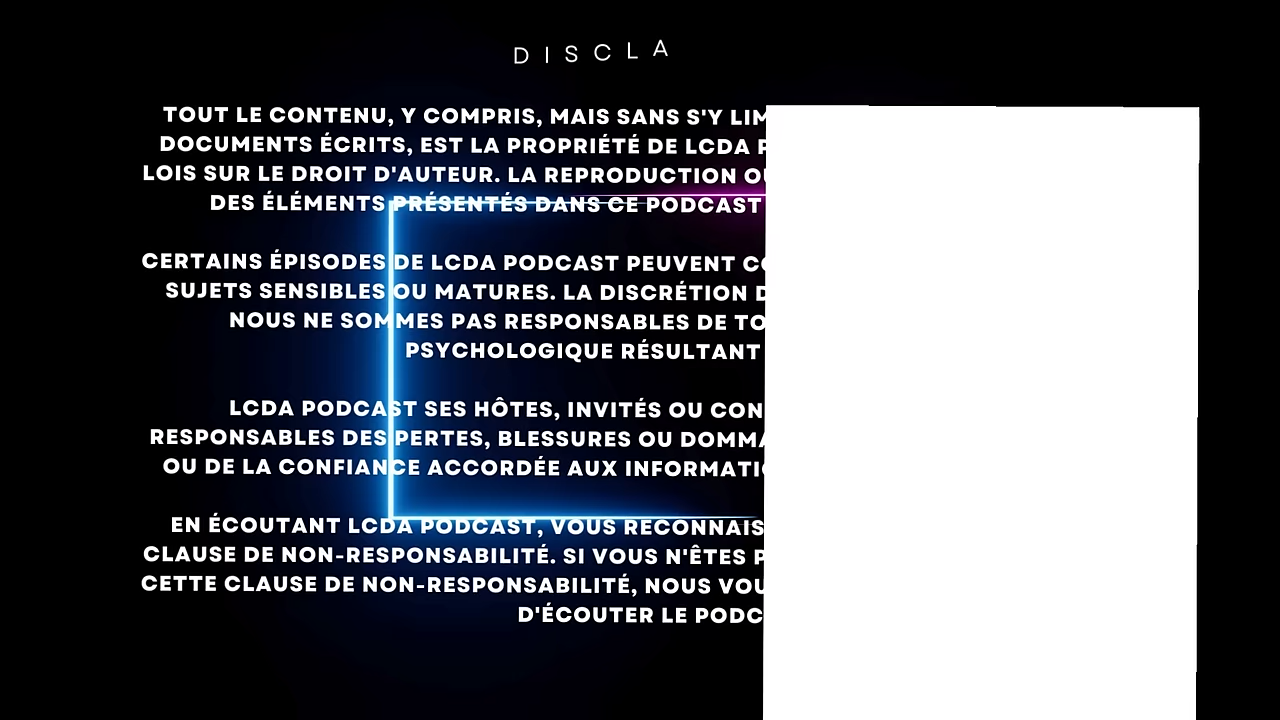 DISCLA
TOUT LE CONTENU, Y COMPRIS, MAIS SANS S'Y
DOCUMENTS ÉCRITS, EST LA PROPRIÉTÉ DE LCDA
LOIS SUR LE DROIT D'AUTEUR. LA REPRODUCTION
DES ÉLÉMENTS PRÉSENTÉS DANS CE PODCAST
CERTAINS ÉPISODES DE LCDA PODCAST PEUVENT
SUJETS SENSIBLES OU MATURES. LA DISCRÉTION
NOUS NE SOMMES PAS RESPONSABLES DE
PSYCHOLOGIQUE RÉSULTANT
LCDA PODCAST SES HÔTES, INVITÉS OU CON
RESPONSABLES DES PERTES, BLESSURES OU
OU DE LA CONFIANCE ACCORDÉE AUX
EN ÉCOUTANT LCDA PODCAST, VOUS RECONNAIS
CLAUSE DE NON-RESPONSABILITÉ. SI VOUS N'ÊTES
CETTE CLAUSE DE NON-RESPONSABILITÉ, NOUS
D'ÉCOUTER LE PODC